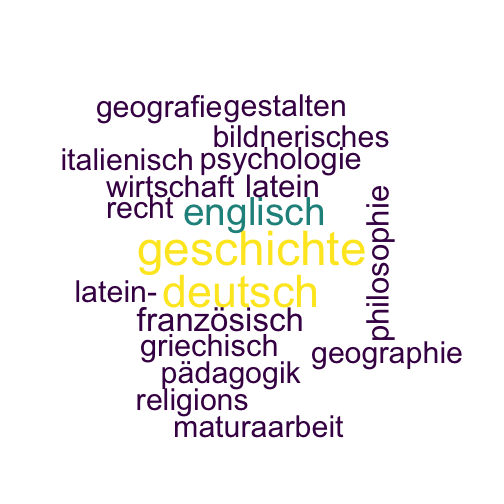 geografie gestalten
bildnerisches
italienisch psychologie
wirtschaft latein
recht englisch
philosophie
geschichte
latein- deutsch
französisch
griechisch geographie
pädagogik
religions
maturaarbeit